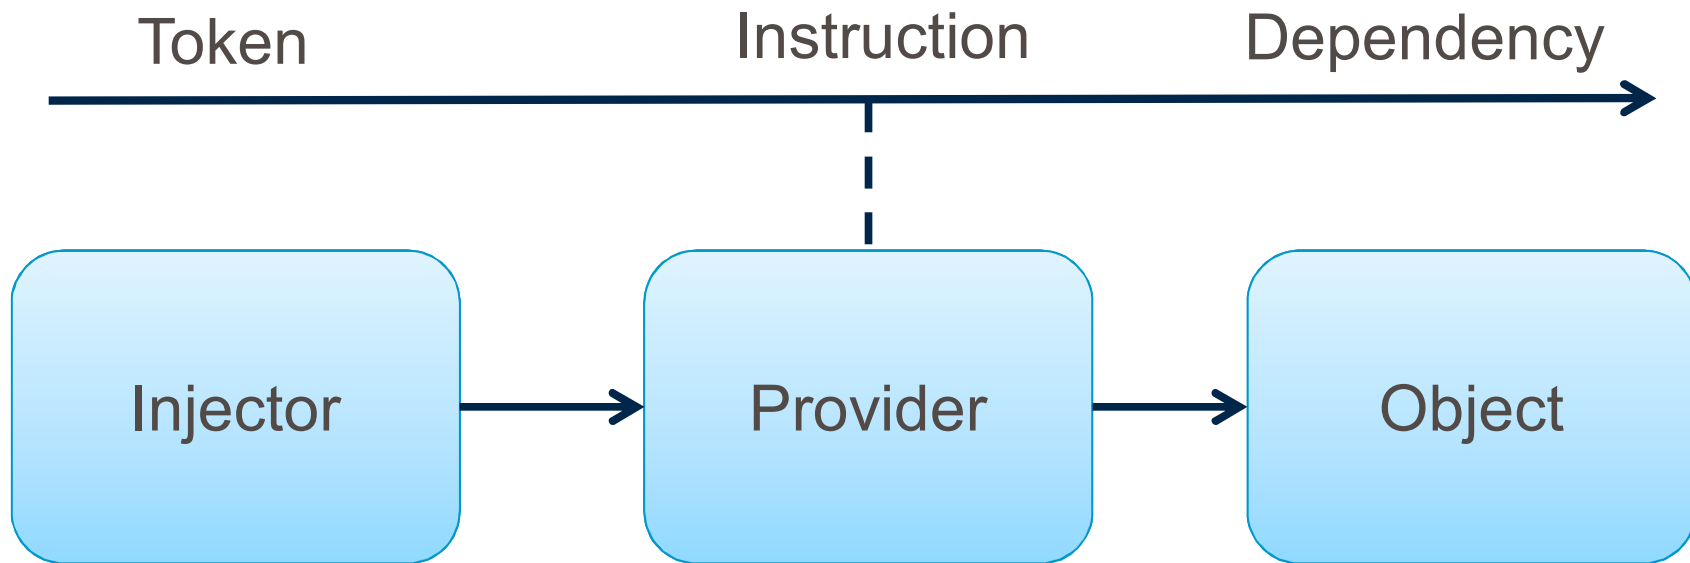 Token
Instruction
Dependency
Injector
Provider
Object